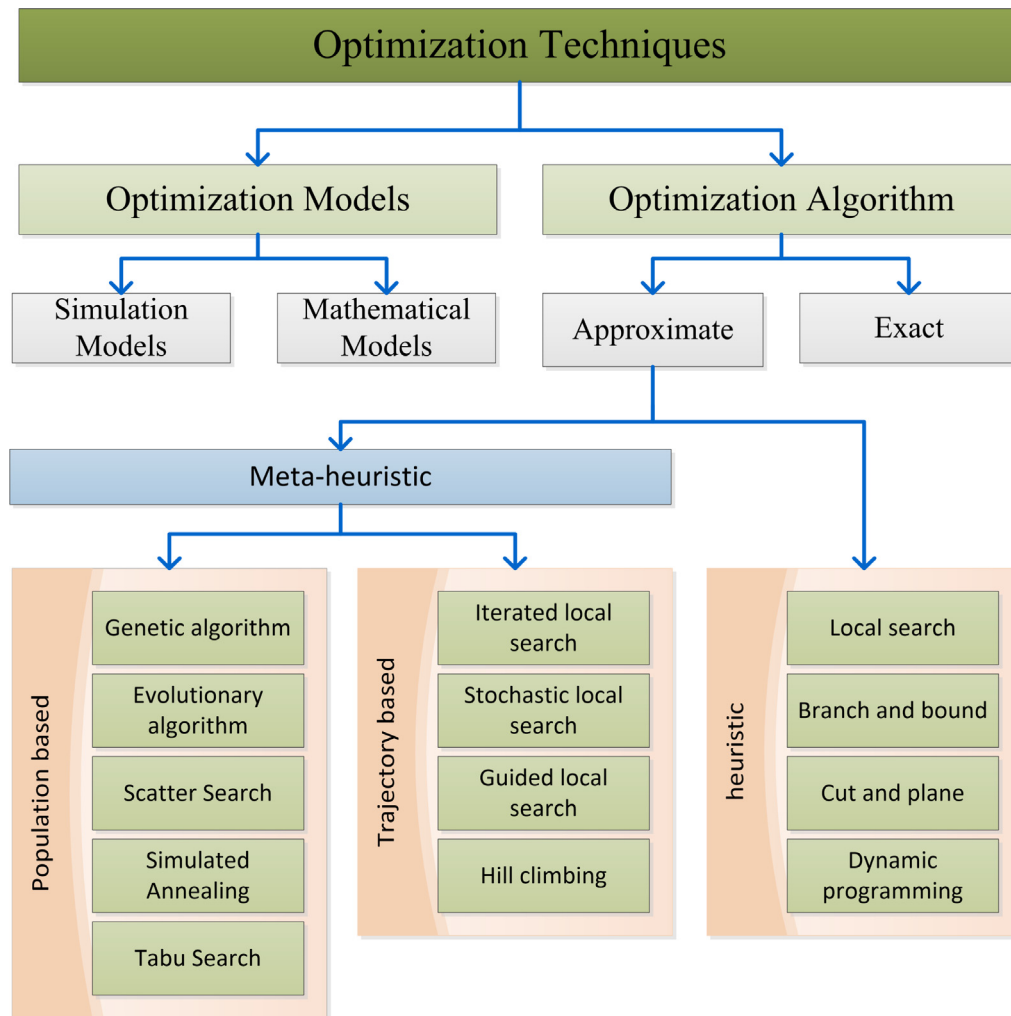 Optimization Techniques
Optimization Models
Optimization Algorithm
Simulation
Models
Mathematical
Models
Approximate
Exact
Meta-heuristic
Population based
Genetic algorithm
Evolutionary
algorithm
Scatter Search
Simulated
Annealing
Tabu Search
Trajectory based
Iterated local
search
Stochastic local
search
Guided local
search
Hill climbing
heuristic
Local search
Branch and bound
Cut and plane
Dynamic
programming